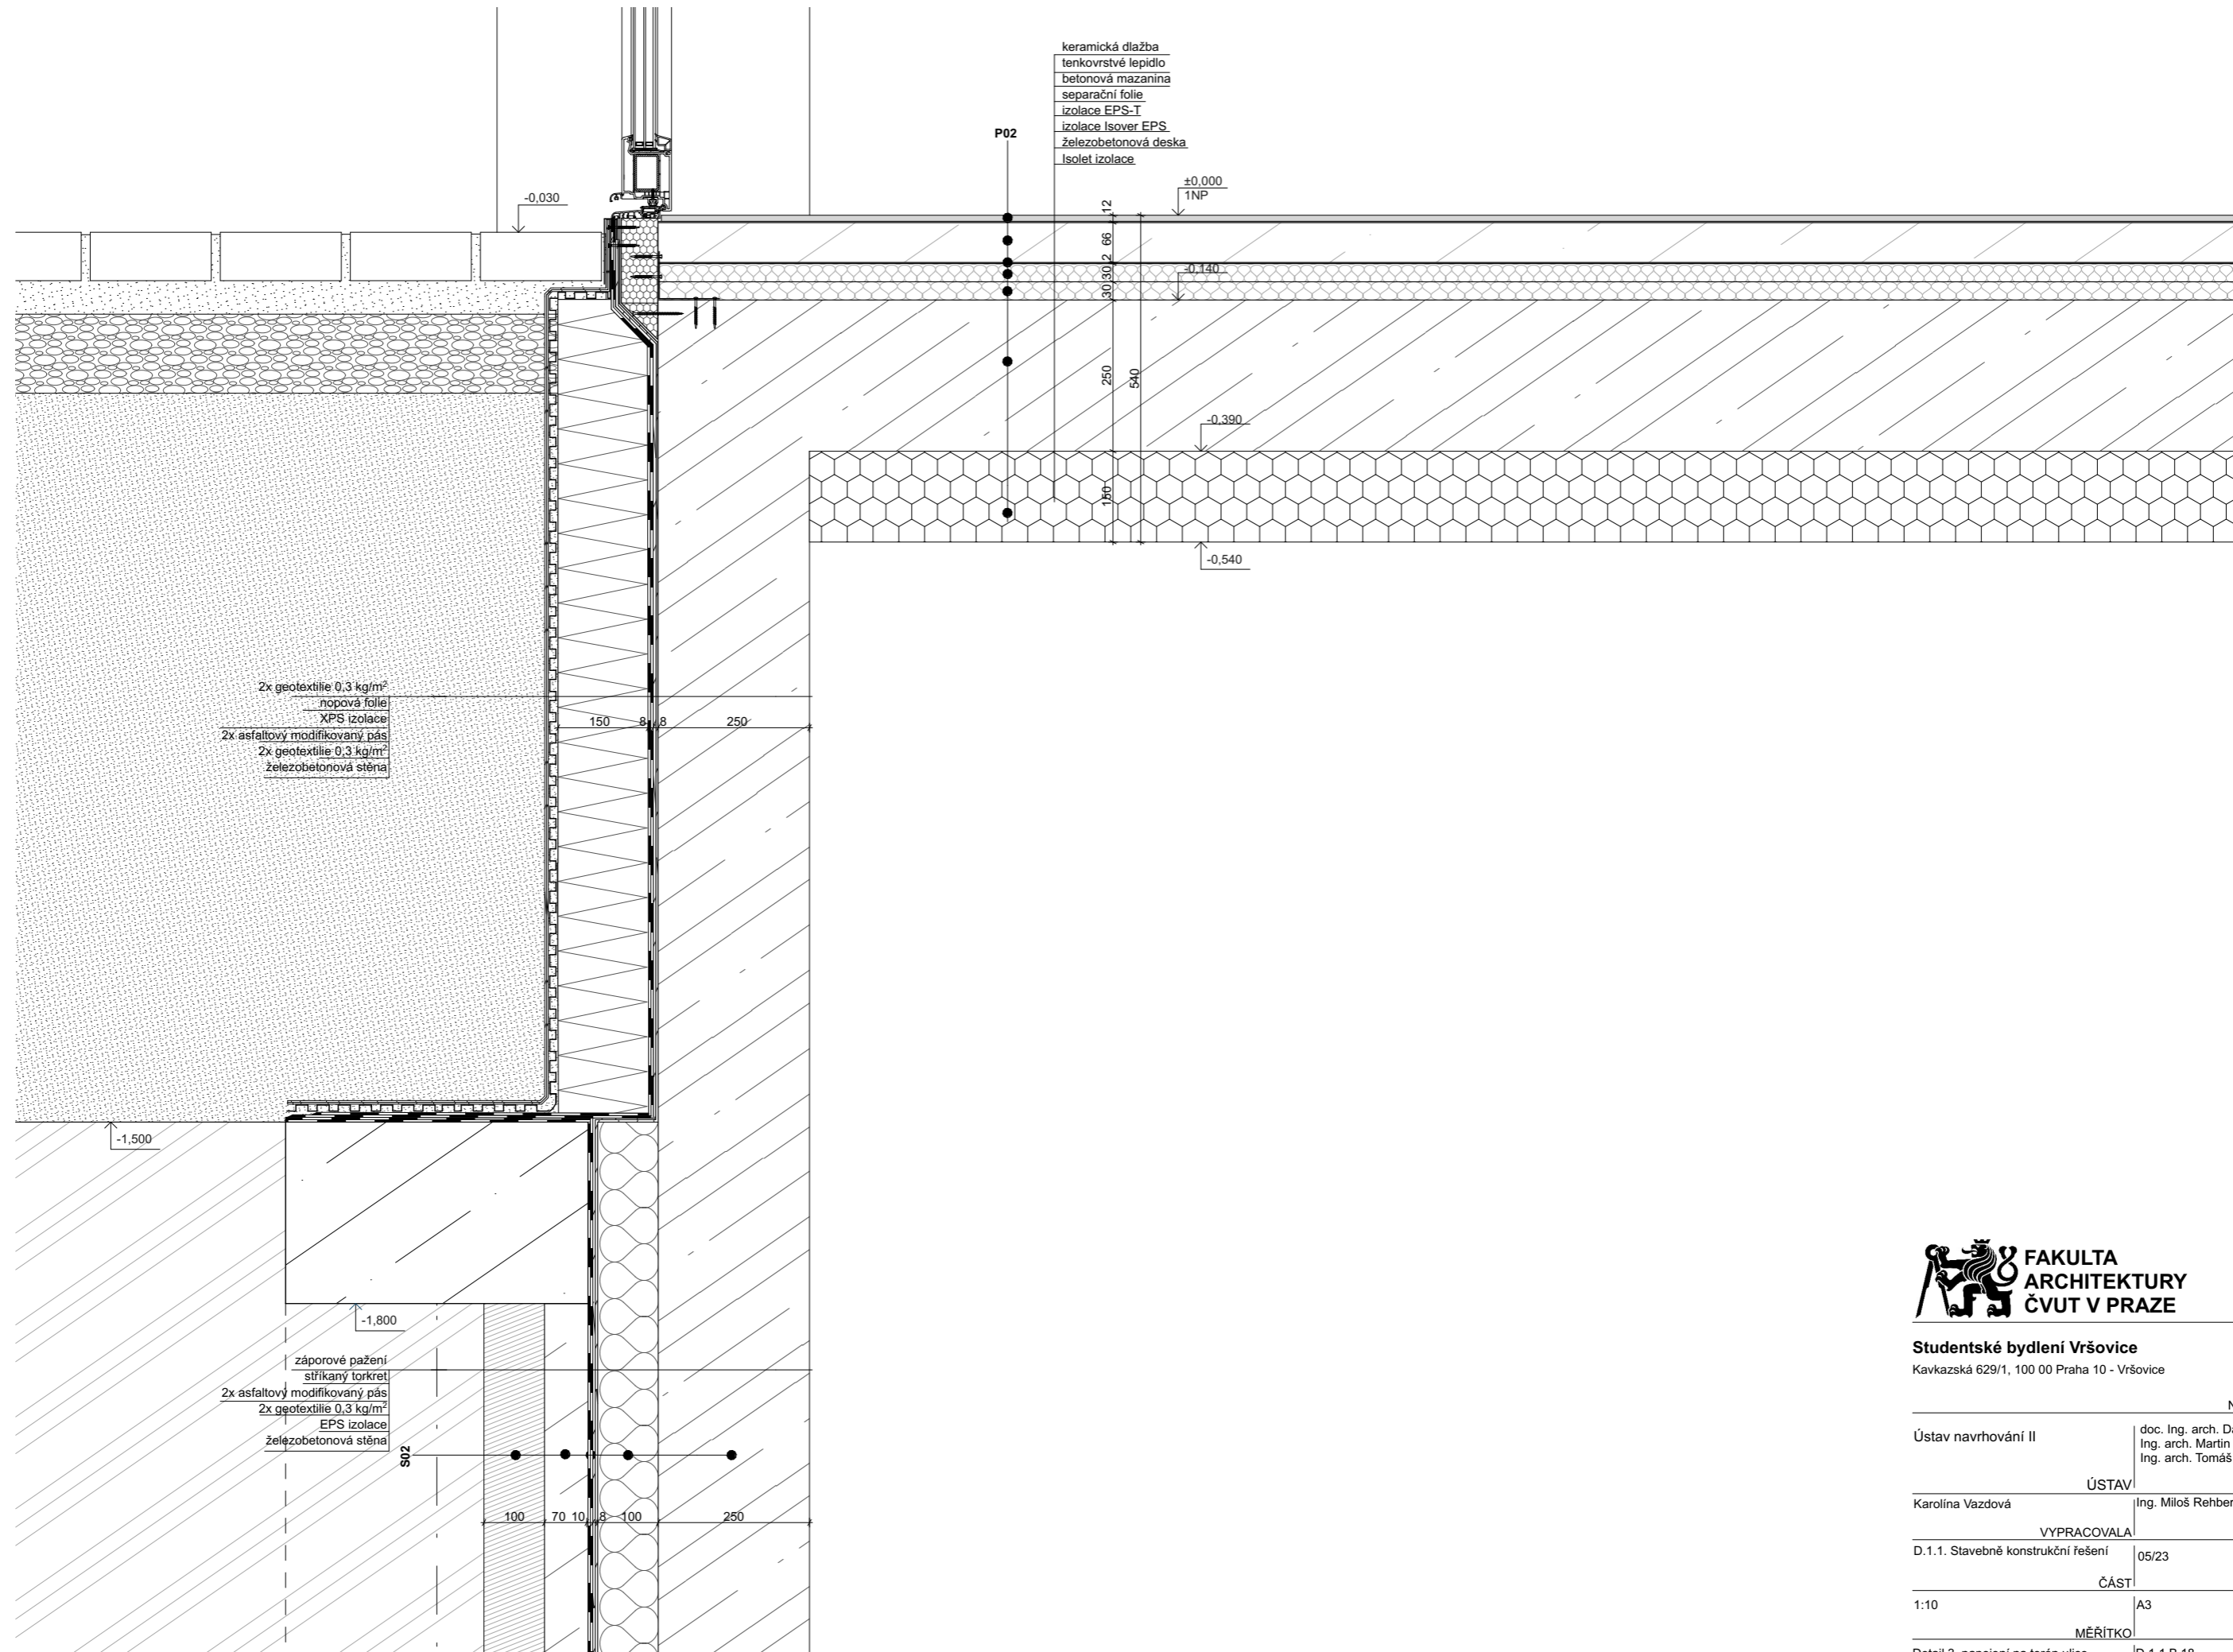 keramická dlažba
tenkovrstvé lepidlo
betonová mazanina
separační folie
izolace EPS-T
izolace Isover EPS
železobetonová deska
Isolet izolace
P02
-0,030
±0,000
1NP
12
66
2
30
30
-0,140
250
540
-0,390
150
-0,540
2x geotextilie 0,3 kg/m²
nopová folie
XPS izolace
2x asfaltový modifikovaný pás
2x geotextilie 0,3 kg/m²
železobetonová stěna
150 8 8 250
-1,500
-1,800
záporové pažení
stříkaný torkret
2x asfaltový modifikovaný pás
2x geotextilie 0,3 kg/m²
EPS izolace
železobetonová stěna
S02
100 70 10 8 100 250
FAKULTA
ARCHITEKTURY
ČVUT V PRAZE
Studentské bydlení Vršovice
Kavkazská 629/1, 100 00 Praha 10 - Vršovice
Ústav navrhování II
doc. Ing. arch.
Ing. arch. Martin
Ing. arch. Tomáš
ÚSTAV
Karolína Vazdová
Ing. Miloš
VYPRACOVALA
D.1.1. Stavebně konstrukční řešení
05/23
ČÁST
1:10
A3
MĚŘÍTKO